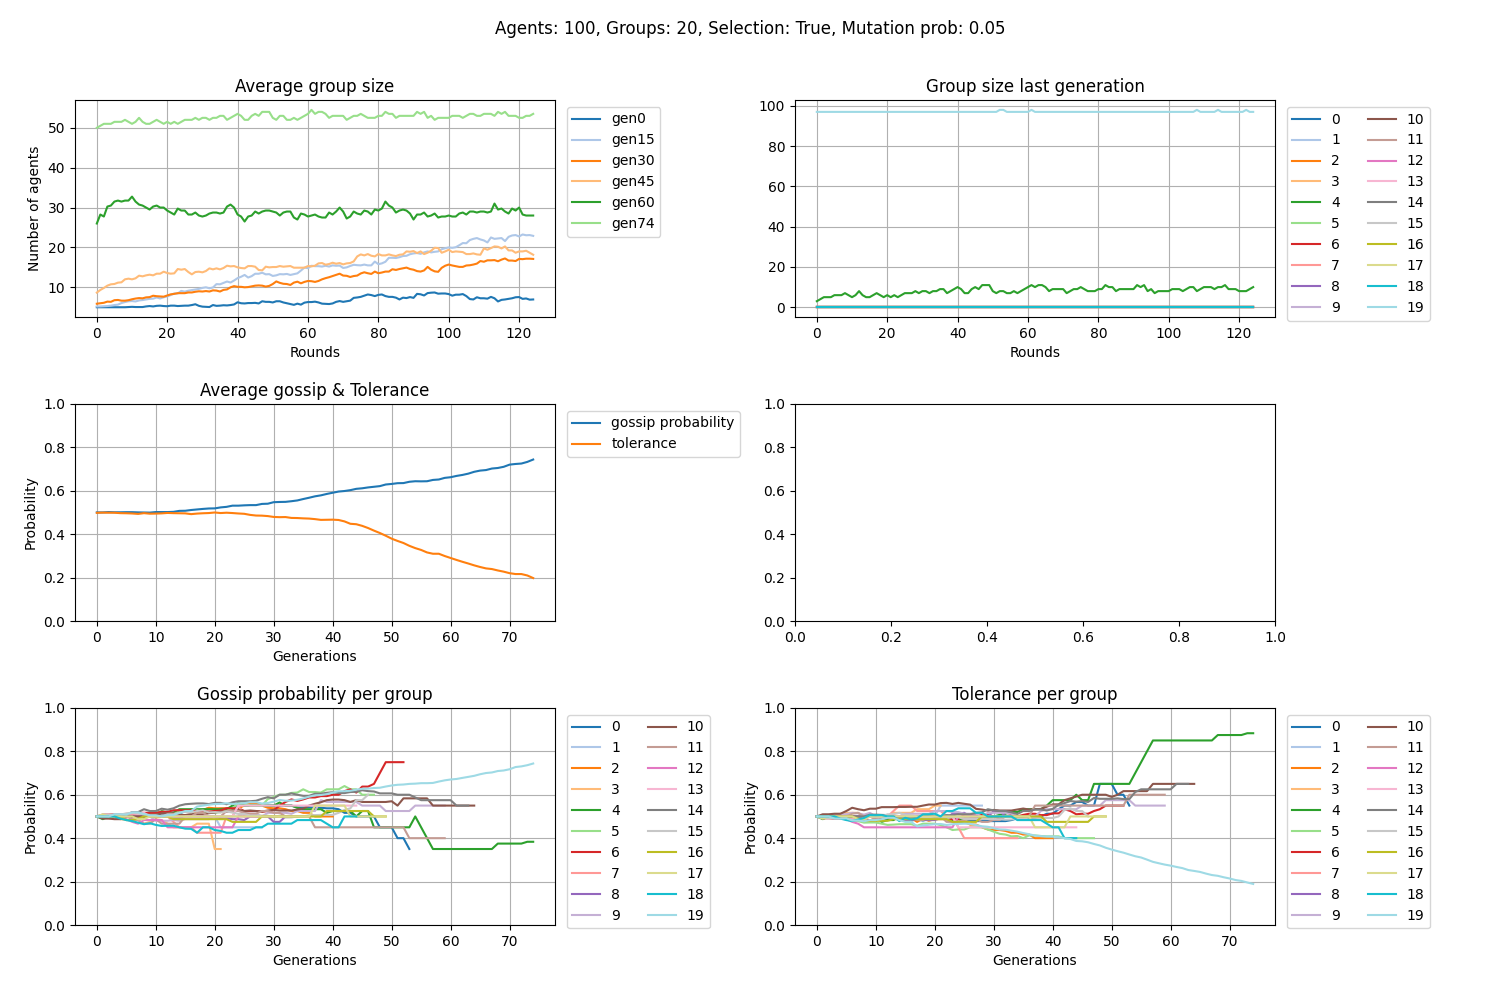 Agents: 100, Groups: 20, Selection: True, Mutation prob: 0.05
Average group size
Number of agents
50
40
30
20
10
0 20 40 60 80 100 120
Rounds
gen0
gen15
gen30
gen45
gen60
gen74
Group size last generation
100
80
60
40
20
0
0 20 40 60 80 100 120
Rounds
0 10
1 11
2 12
3 13
4 14
5 15
6 16
7 17
8 18
9 19
Average gossip & Tolerance
Probability
1.0
0.8
0.6
0.4
0.2
0.0
0 10 20 30 40 50 60 70
Generations
gossip probability
tolerance
1.0
0.8
0.6
0.4
0.2
0.0
0.0 0.2 0.4 0.6 0.8 1.0
Gossip probability per group
Probability
1.0
0.8
0.6
0.4
0.2
0.0
0 10 20 30 40 50 60 70
Generations
0 10
1 11
2 12
3 13
4 14
5 15
6 16
7 17
8 18
9 19
Tolerance per group
Probability
1.0
0.8
0.6
0.4
0.2
0.0
0 10 20 30 40 50 60 70
Generations
0 10
1 11
2 12
3 13
4 14
5 15
6 16
7 17
8 18
9 19